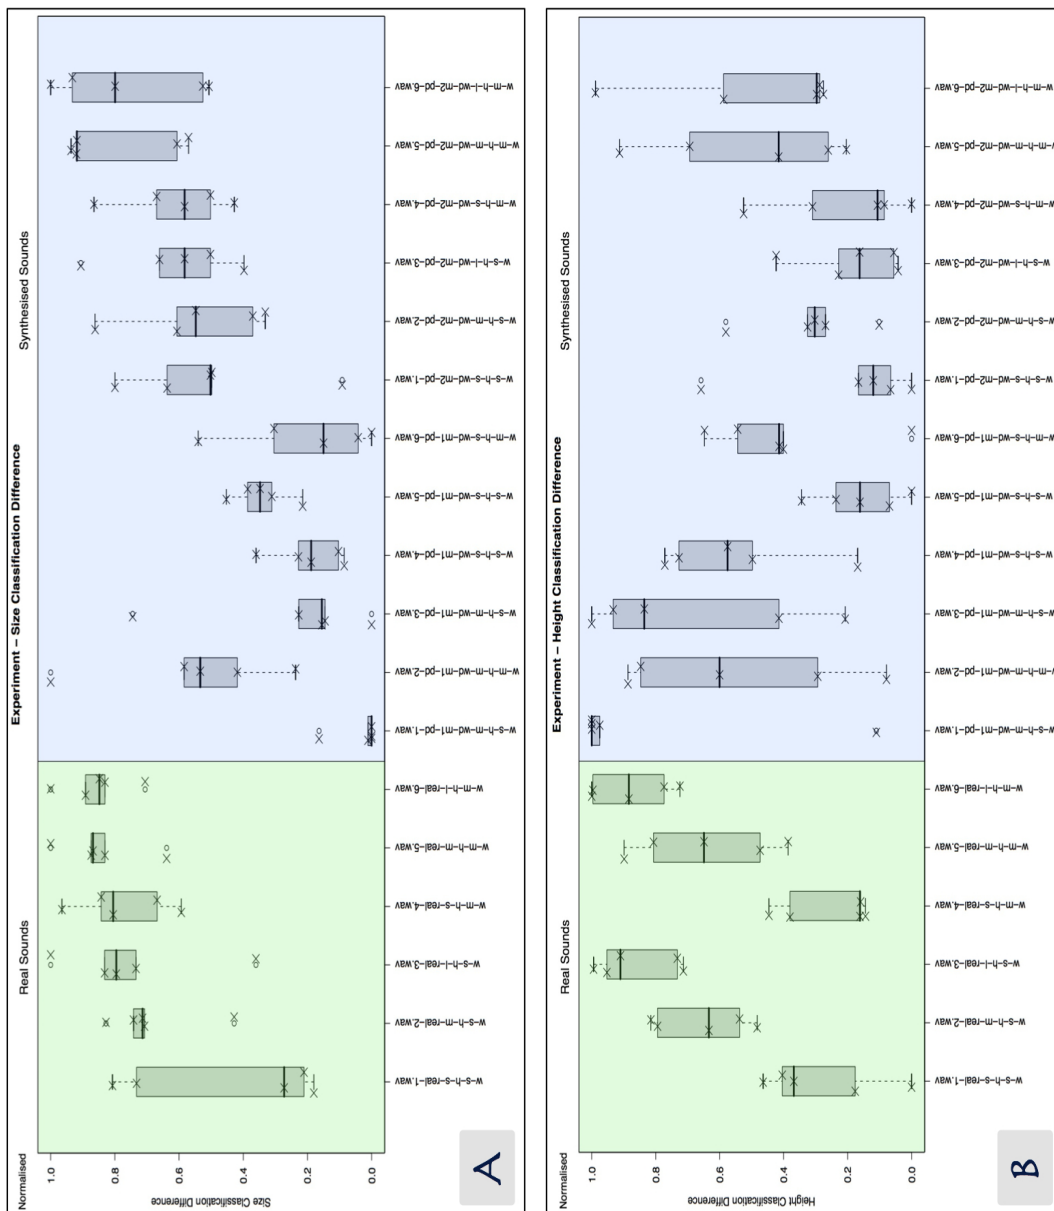 Experiment – Size Classification Difference
Normalised
Real Sounds
Synthesised Sounds
Size Classification Difference
1.0
0.8
0.6
0.4
0.2
0.0
w-s-h-s-real-1.wav
w-s-h-m-real-2.wav
w-s-h-l-real-3.wav
w-m-h-s-real-4.wav
w-m-h-m-real-5.wav
w-m-h-l-real-6.wav
w-s-h-s-wd-m1-pd-1.wav
w-m-h-m-wd-m1-pd-2.wav
w-s-h-m-wd-m1-pd-3.wav
w-s-h-s-wd-m1-pd-4.wav
w-s-h-s-wd-m1-pd-5.wav
w-m-h-s-wd-m1-pd-6.wav
w-s-h-s-wd-m2-pd-1.wav
w-s-h-m-wd-m2-pd-2.wav
w-s-h-l-wd-m2-pd-3.wav
w-m-h-s-wd-m2-pd-4.wav
w-m-h-m-wd-m2-pd-5.wav
w-m-h-l-wd-m2-pd-6.wav
A
Experiment – Height Classification Difference
Normalised
Real Sounds
Synthesised Sounds
Height Classification Difference
1.0
0.8
0.6
0.4
0.2
0.0
w-s-h-s-real-1.wav
w-s-h-m-real-2.wav
w-s-h-l-real-3.wav
w-m-h-s-real-4.wav
w-m-h-m-real-5.wav
w-m-h-l-real-6.wav
w-s-h-s-wd-m1-pd-1.wav
w-m-h-m-wd-m1-pd-2.wav
w-s-h-m-wd-m1-pd-3.wav
w-s-h-s-wd-m1-pd-4.wav
w-s-h-s-wd-m1-pd-5.wav
w-m-h-s-wd-m1-pd-6.wav
w-s-h-s-wd-m2-pd-1.wav
w-s-h-m-wd-m2-pd-2.wav
w-s-h-l-wd-m2-pd-3.wav
w-m-h-s-wd-m2-pd-4.wav
w-m-h-m-wd-m2-pd-5.wav
w-m-h-l-wd-m2-pd-6.wav
B